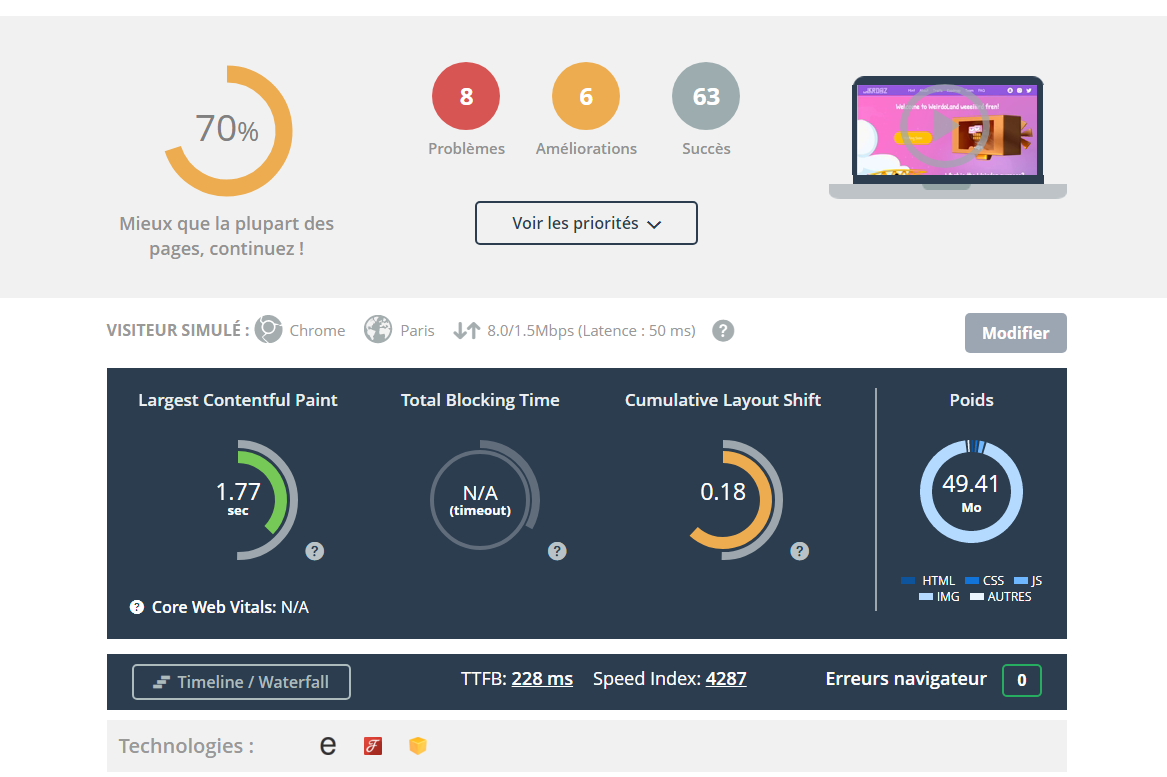 70%
Mieux que la plupart des
pages, continuez !
8 6 63
Problèmes Améliorations Succès
Voir les priorités
Welcome to Weirdoland weediland fren!
VISITEUR SIMULÉ : Chrome Paris 8.0/1.5Mbps (Latence : 50 ms) ?
Modifier
Largest Contentful Paint Total Blocking Time Cumulative Layout Shift Poids
1.77
sec
?
N/A
(timeout)
?
0.18
?
49.41
Mo
HTML CSS JS
IMG AUTRES
? Core Web Vitals: N/A
Timeline / Waterfall TTFB: 228 ms Speed Index: 4287 Erreurs navigateur 0
Technologies : e F